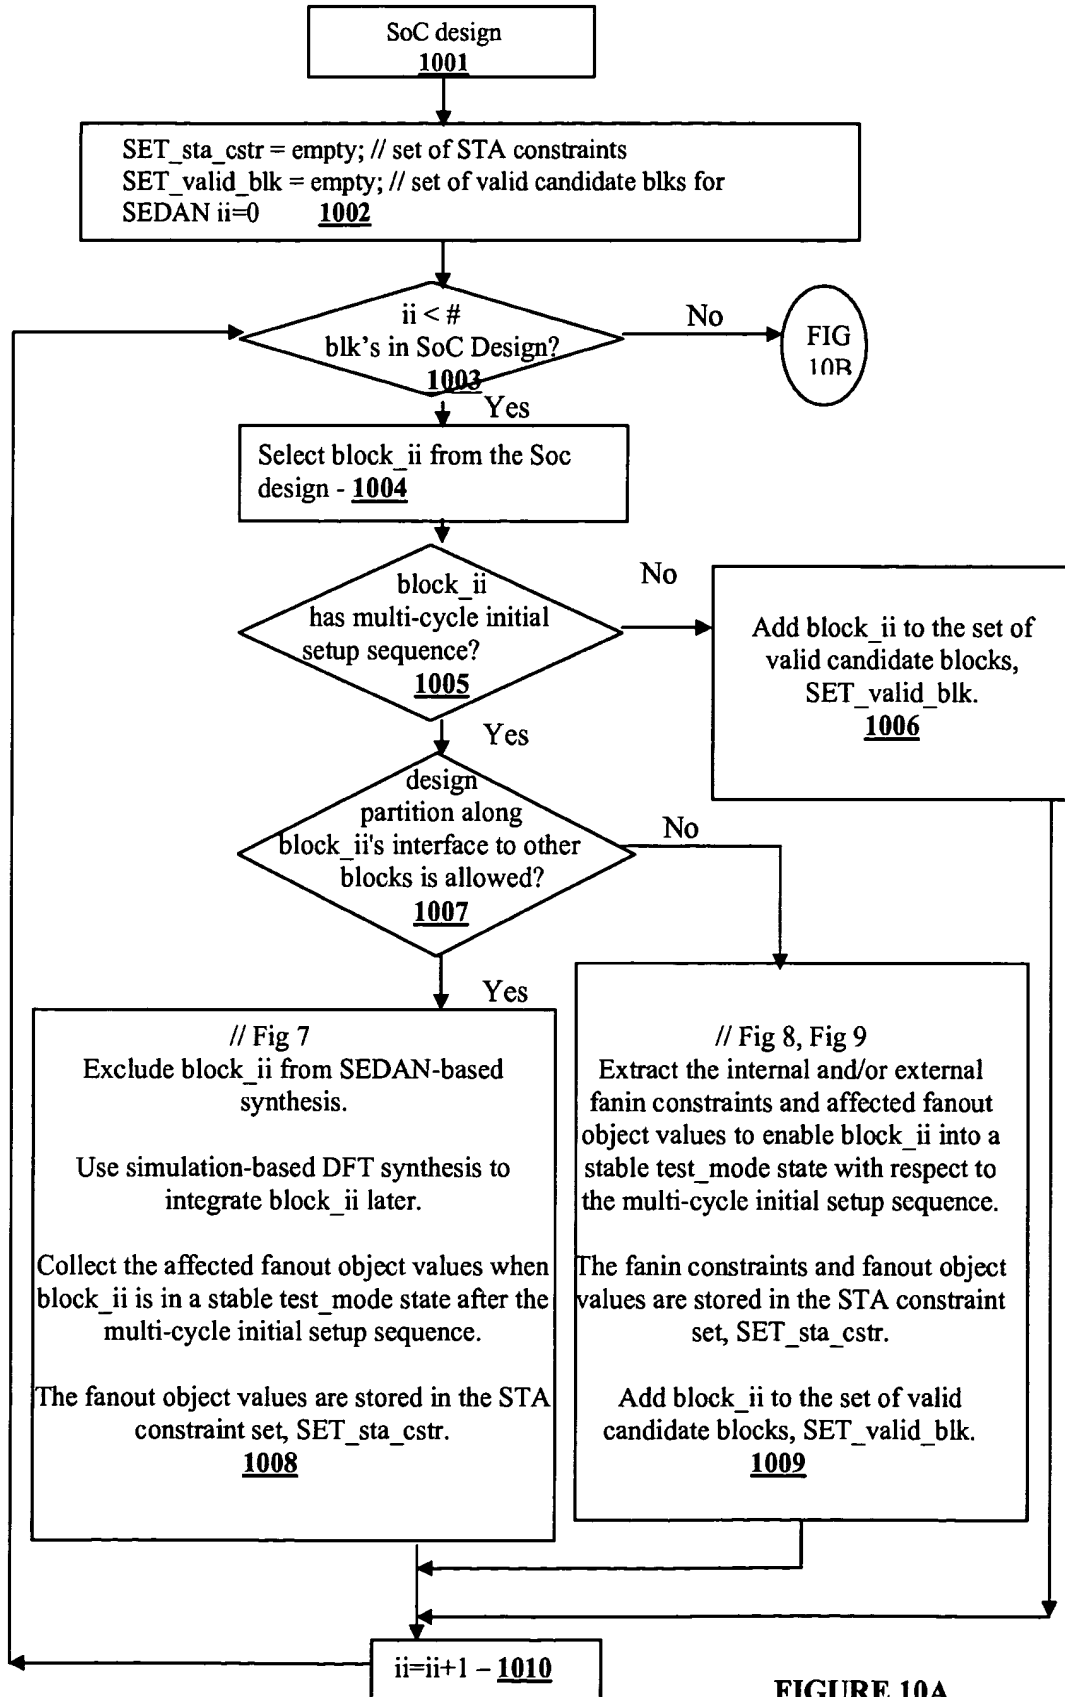 SoC design
1001
SET_sta_cstr = empty; // set of STA constraints
SET_valid_blk = empty; // set of valid candidate blks for
SEDAN ii=0 1002
ii < #
blk's in SoC Design?
1003
No
FIG
10B
Yes
Select block_ii from the Soc
design - 1004
block_ii
has multi-cycle initial
setup sequence?
1005
No
Add block_ii to the set of
valid candidate blocks,
SET_valid_blk.
1006
Yes
design
partition along
block_ii's interface to other
blocks is allowed?
1007
No
Yes
// Fig 7
Exclude block_ii from SEDAN-based
synthesis.
Use simulation-based DFT synthesis to
integrate block_ii later.
Collect the affected fanout object values when
block_ii is in a stable test_mode state after the
multi-cycle initial setup sequence.
The fanout object values are stored in the STA
constraint set, SET_sta_cstr.
1008
// Fig 8, Fig 9
Extract the internal and/or external
fanin constraints and affected fanout
object values to enable block_ii into a
stable test_mode state with respect to
the multi-cycle initial setup sequence.
The fanin constraints and fanout object
values are stored in the STA constraint
set, SET_sta_cstr.
Add block_ii to the set of valid
candidate blocks, SET_valid_blk.
1009
ii=ii+1 – 1010
FIGURE 10A